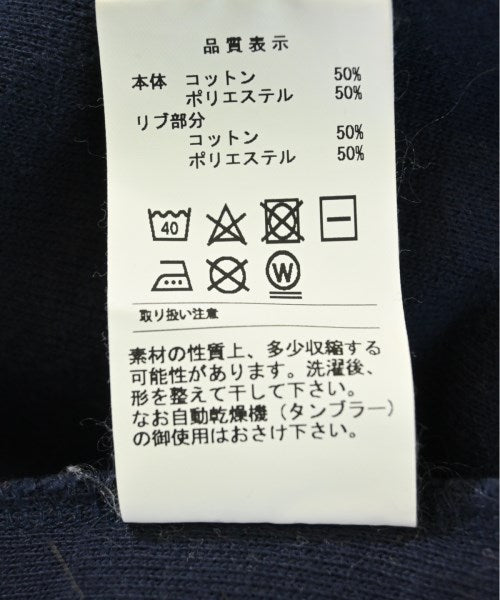 品質表示
本体 コットン 50%
ポリエステル 50%
リブ部分
コットン 50%
ポリエステル 50%
40
W
取り扱い注意
素材の性質上、多少収縮する
可能性があります。洗濯後、
形を整えて干して下さい。
なお自動乾燥機（タンブラー）
の御使用はおさけ下さい。